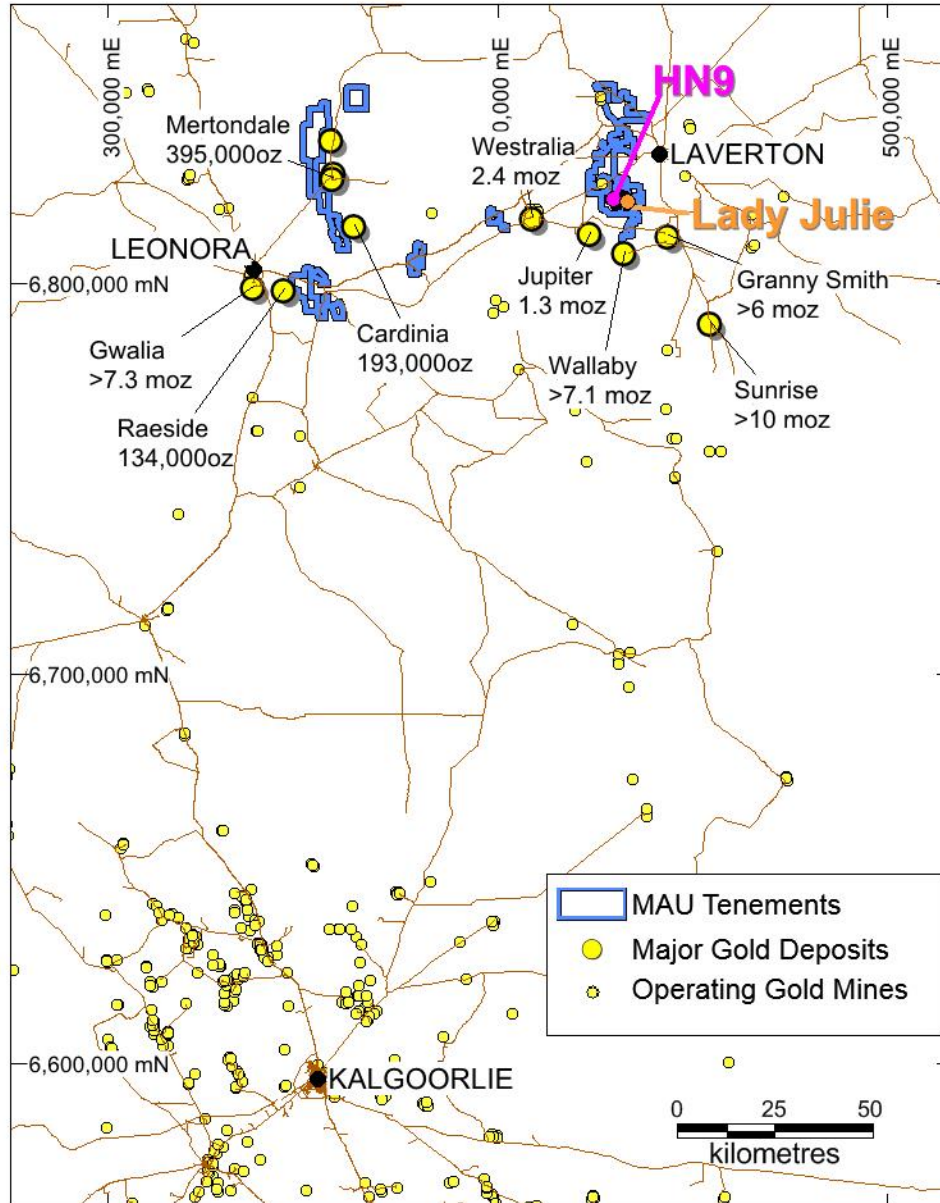 300,000 mE
0,000 mE
500,000 mE
HN9
Mertondale
395,000oz
Westralia
2.4 moz
LAVERTON
Lady Julie
LEONORA
6,800,000 mN
Jupiter
1.3 moz
Granny Smith
>6 moz
Gwalia
>7.3 moz
Cardinia
193,000oz
Wallaby
>7.1 moz
Sunrise
>10 moz
Raeside
134,000oz
6,700,000 mN
MAU Tenements
Major Gold Deposits
Operating Gold Mines
6,600,000 mN
KALGOORLIE
0 25 50
kilometres